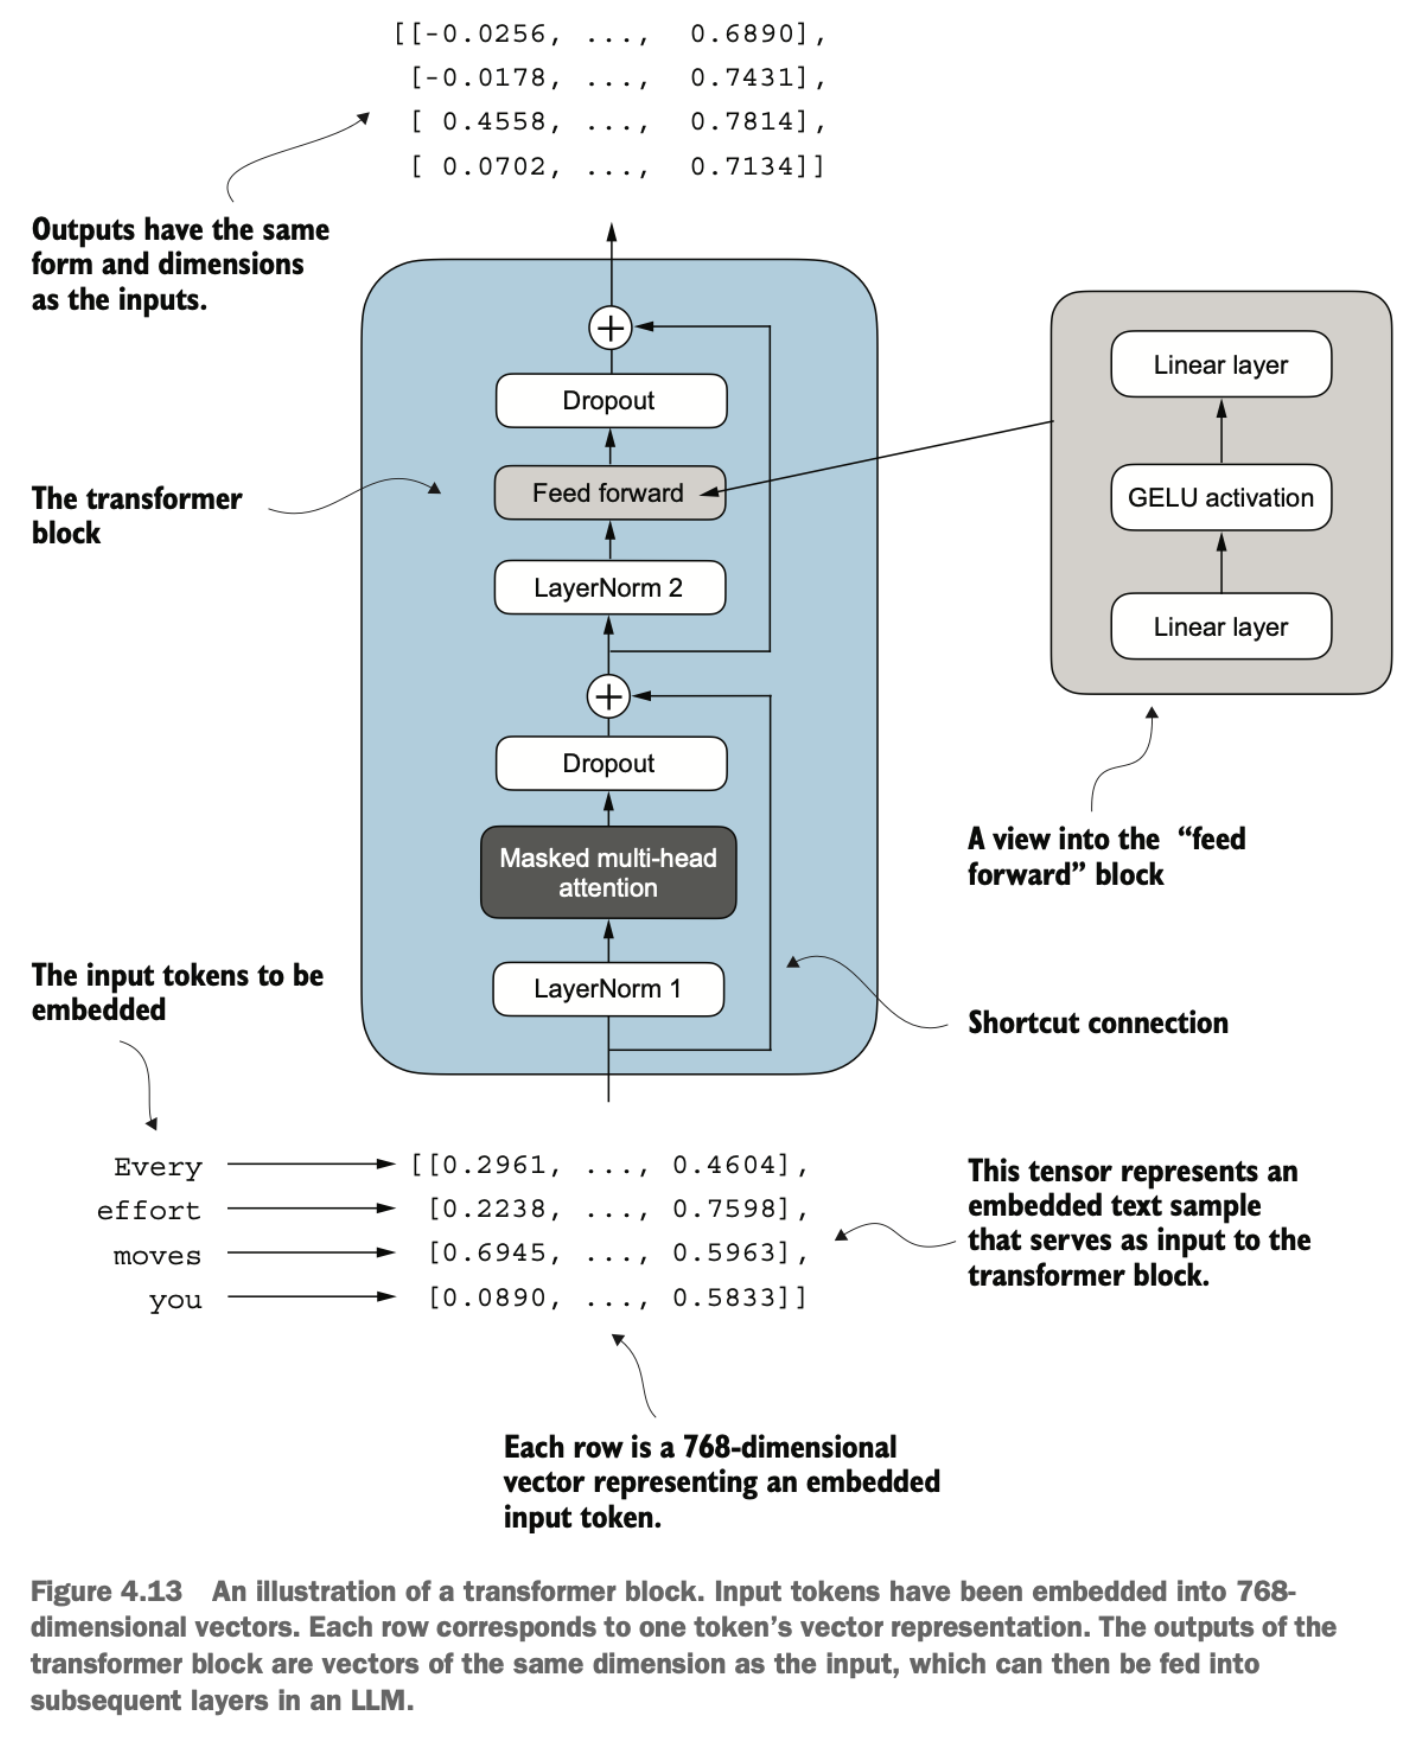 [[-0.0256, ..., 0.6890],
[-0.0178, ..., 0.7431],
[ 0.4558, ..., 0.7814],
[ 0.0702, ..., 0.7134]]
Outputs have the same
form and dimensions
as the inputs.
+
Dropout
Feed forward
LayerNorm 2
+
Dropout
Masked multi-head
attention
LayerNorm 1
Linear layer
GELU activation
Linear layer
The transformer
block
A view into the “feed
forward” block
The input tokens to be
embedded
Shortcut connection
Every [[0.2961, ..., 0.4604],
effort [0.2238, ..., 0.7598],
moves [0.6945, ..., 0.5963],
you [0.0890, ..., 0.5833]]
This tensor represents an
embedded text sample
that serves as input to the
transformer block.
Each row is a 768-dimensional
vector representing an embedded
input token.
Figure 4.13 An illustration of a transformer block. Input tokens have been embedded into 768-
dimensional vectors. Each row corresponds to one token’s vector representation. The outputs of the
transformer block are vectors of the same dimension as the input, which can then be fed into
subsequent layers in an LLM.